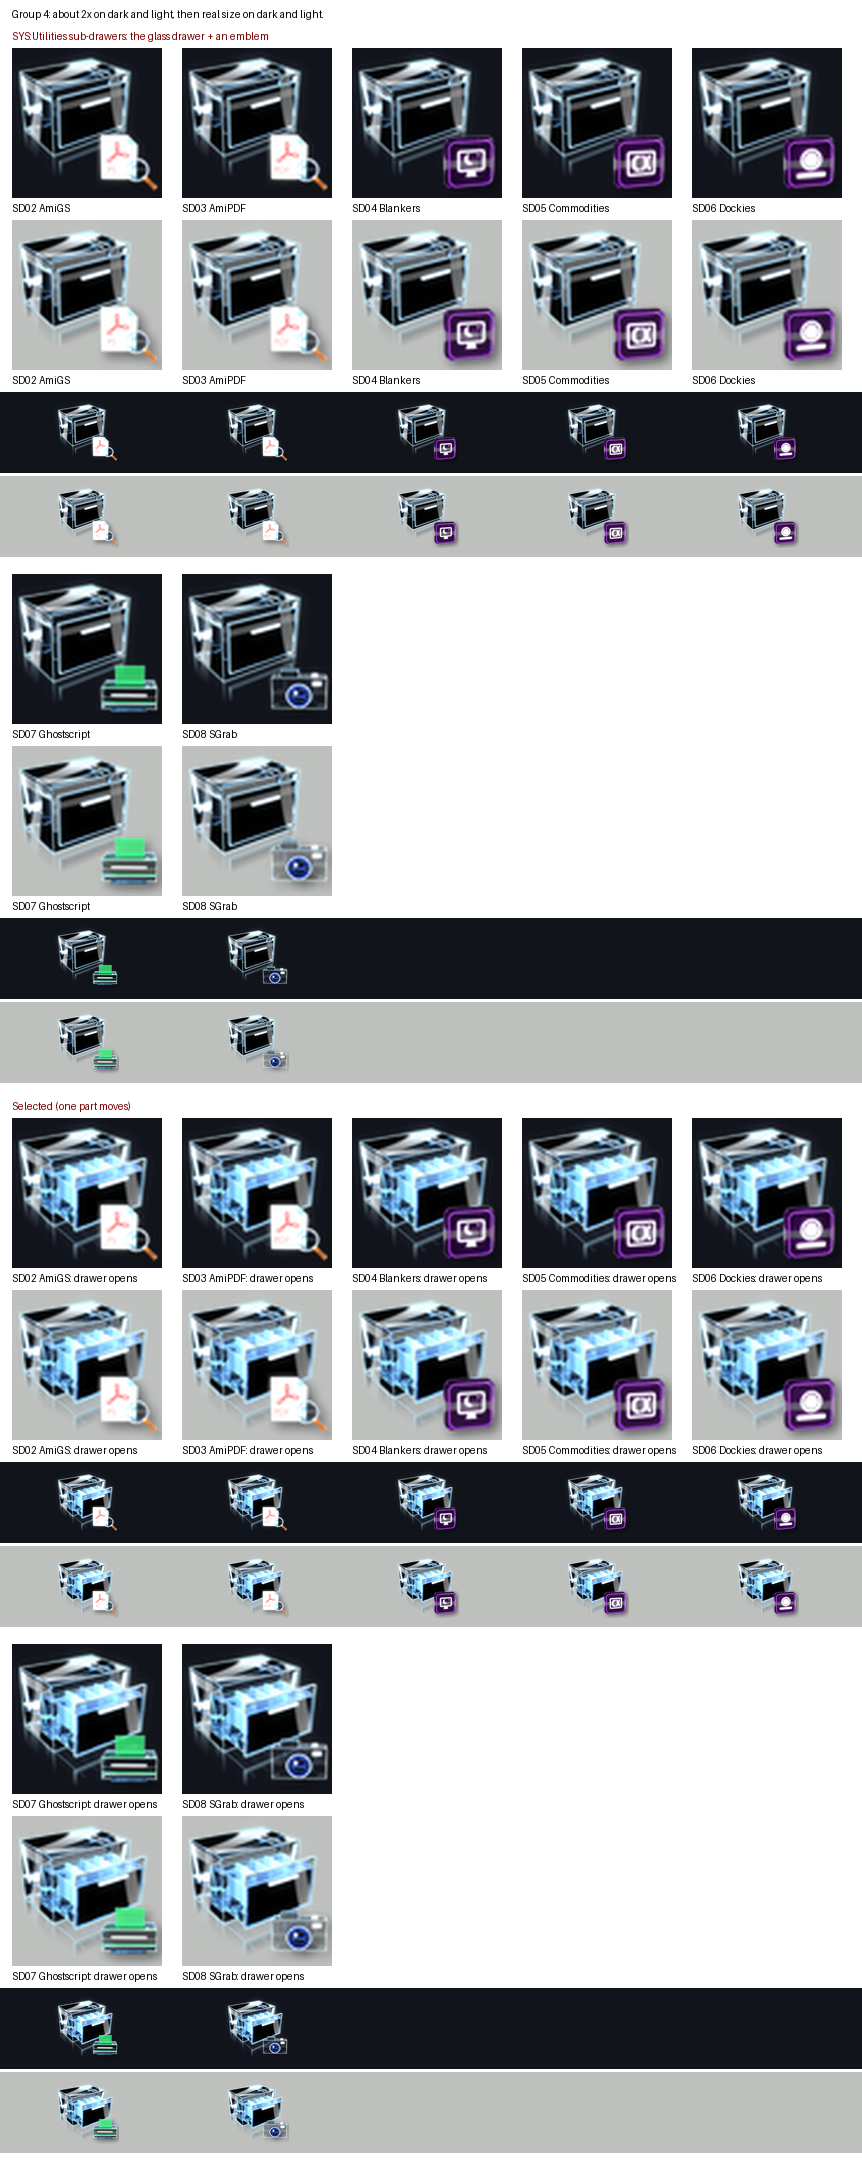 Group 4: about 2x on dark and light, then real size on dark and light.
SYS:Utilities sub-drawers: the glass drawer + an emblem
SD02 AmiGS
SD03 AmiPDF
SD04 Blankers
SD05 Commodities
SD06 Dockies
SD02 AmiGS
SD03 AmiPDF
SD04 Blankers
SD05 Commodities
SD06 Dockies
SD07 Ghostscript
SD08 SGrab
SD07 Ghostscript
SD08 SGrab
Selected (one part moves)
SD02 AmiGS: drawer opens
SD03 AmiPDF: drawer opens
SD04 Blankers: drawer opens
SD05 Commodities: drawer opens
SD06 Dockies: drawer opens
SD02 AmiGS: drawer opens
SD03 AmiPDF: drawer opens
SD04 Blankers: drawer opens
SD05 Commodities: drawer opens
SD06 Dockies: drawer opens
SD07 Ghostscript: drawer opens
SD08 SGrab: drawer opens
SD07 Ghostscript: drawer opens
SD08 SGrab: drawer opens